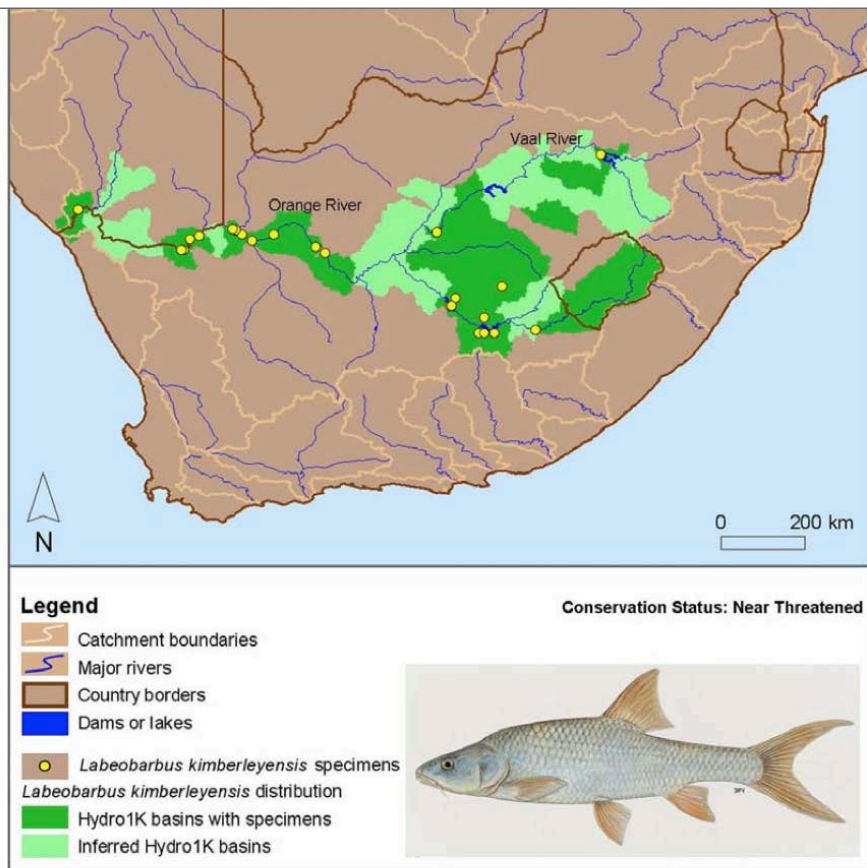 Vaal River
Orange River
N
0 200 km
Legend
Conservation Status: Near Threatened
Catchment boundaries
Major rivers
Country borders
Dams or lakes
Labeobarbus kimberleyensis specimens
Labeobarbus kimberleyensis distribution
Hydro1K basins with specimens
Inferred Hydro1K basins